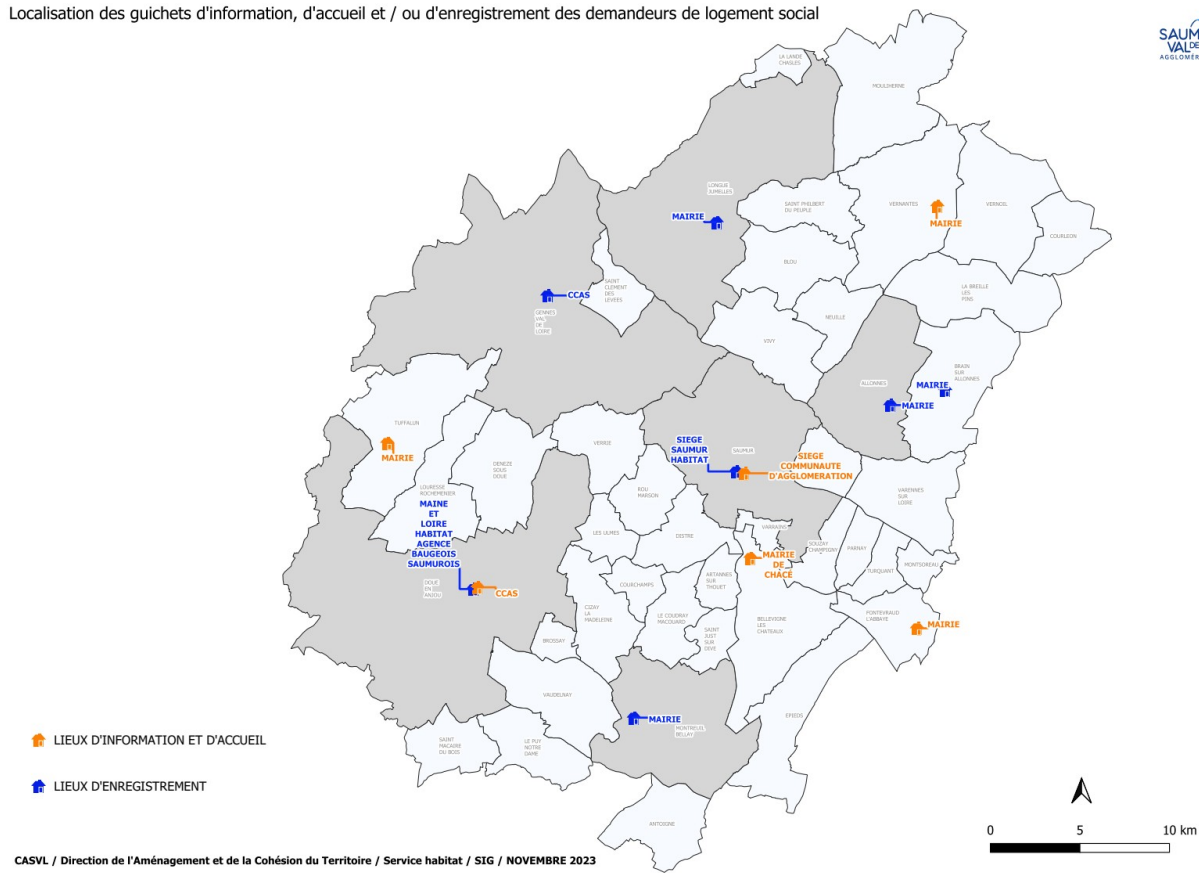 Localisation des guichets d'information, d'accueil et / ou d'enregistrement des demandeurs de logement social
SAUM
VAL DE
AGGLOMÉR
LA LANDE
CHASLES
MOULIHERNE
LONGUE
JUMELLES
MAIRIE
SAINT PHILBERT
DU PEUPLE
VERNANTES
MAIRIE
VERNOIL
COURLEON
BLOU
SAINT
CLEMENT
DES
LEVEES
CCAS
GENNES
VAL
DE
LOIRE
LA BREILLE
LES
PINS
NEUILLE
VIVY
BRAIN
SUR
ALLONNES
MAIRIE
ALLONNES
MAIRIE
TUFFALUN
MAIRIE
VERRIE
DENEZE
SOUS
DOUE
SIEGE
SAUMUR
HABITAT
SAUMUR
SIEGE
COMMUNAUTE
D'AGGLOMERATION
LOURESSE
ROCHEMENIER
MAINE
ET
LOIRE
HABITAT
AGENCE
BAUGEOIS
SAUMUROIS
ROU
MARSON
VARENNES
SUR
LOIRE
LES ULMES
DISTRE
VARRAINS
SOUZAY
CHAMPIGNY
PARNAY
TURQUANT
MONTSOREAU
MAIRIE
DE
CHACÉ
DOUE
EN
ANJOU
CCAS
COURCHAMPS
ARTANNES
SUR
THOUET
CIZAY
LA
MADELEINE
LE COUDRAY
MACOUARD
SAINT
JUST
SUR
DIVE
BELLEVIGNE
LES
CHATEAUX
FONTEVRAUD
L'ABBAYE
MAIRIE
BROSSAY
VAUDELNAY
MAIRIE
MONTREUIL
BELLAY
EPIEDS
SAINT
MACAIRE
DU BOIS
LE PUY
NOTRE
DAME
ANTOIGNE
LIEUX D'INFORMATION ET D'ACCUEIL
LIEUX D'ENREGISTREMENT
0 5 10 km
CASVL / Direction de l'Aménagement et de la Cohésion du Territoire / Service habitat / SIG / NOVEMBRE 2023